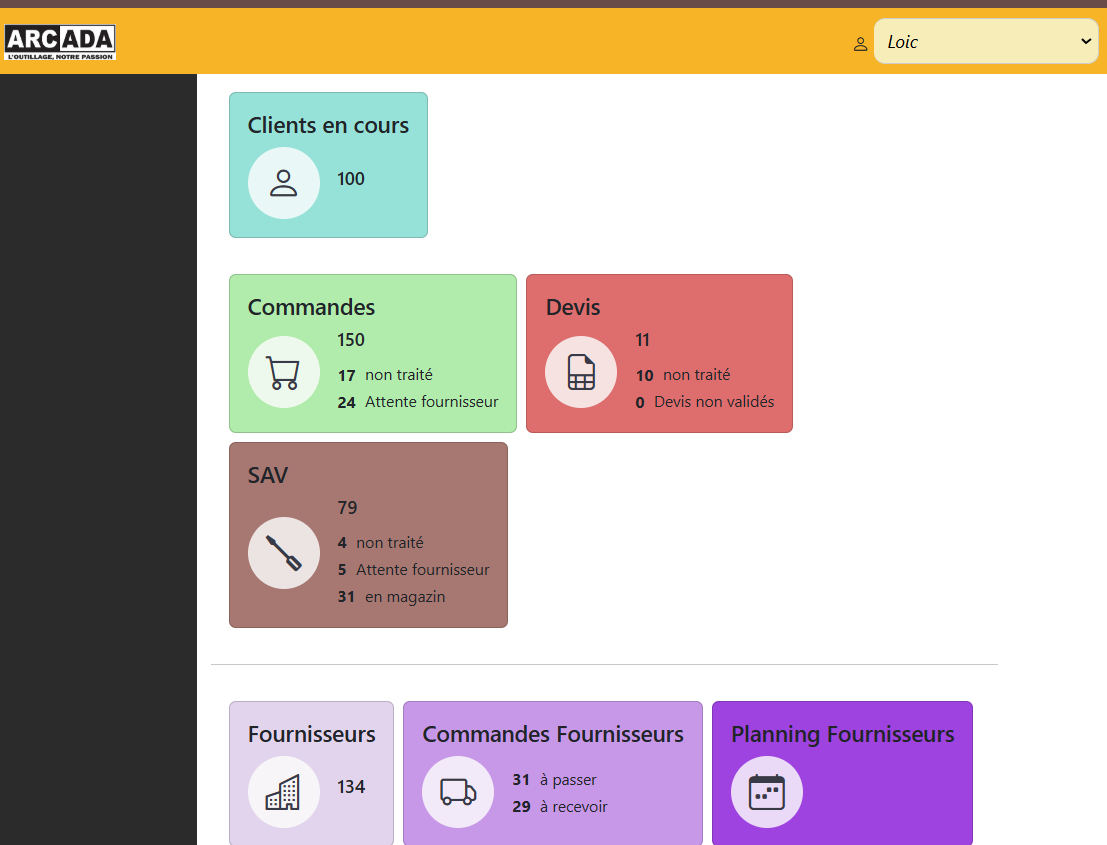 ARCADA
L'OUTILLAGE, NOTRE PASSION
Loic
Clients en cours
100
Commandes
150
17 non traité
24 Attente fournisseur
Devis
11
10 non traité
0 Devis non validés
SAV
79
4 non traité
5 Attente fournisseur
31 en magazin
Fournisseurs
134
Commandes Fournisseurs
31 à passer
29 à recevoir
Planning Fournisseurs